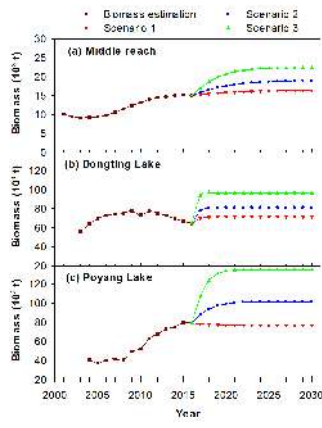 Biomass estimation
Scenario 1
Scenario 2
Scenario 3
(a) Middle reach
Biomass
30
25
20
15
10
5
0
(b) Dongting Lake
Biomass
120
100
80
60
40
20
(c) Poyang Lake
Biomass
120
100
80
60
40
20
2000 2005 2010 2015 2020 2025 2030
Year